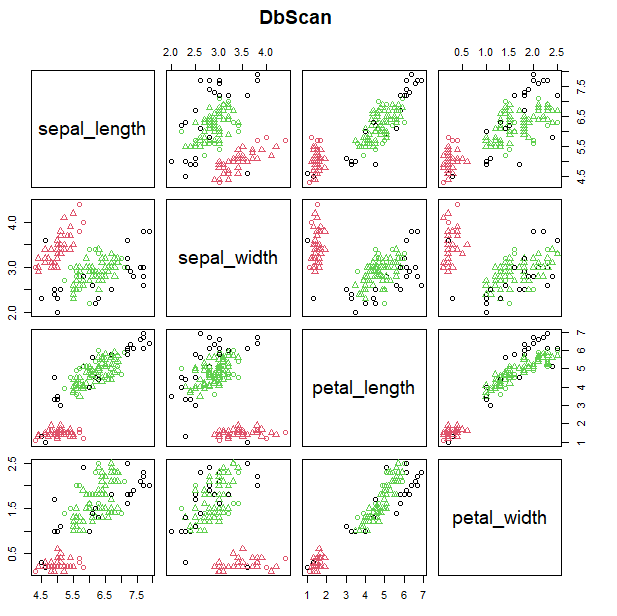 DbScan
2.0 2.5 3.0 3.5 4.0
0.5 1.0 1.5 2.0 2.5
sepal_length
4.5 5.5 6.5 7.5
2.0 3.0 4.0
sepal_width
petal_length
1 2 3 4 5 6 7
0.5 1.5 2.5
petal_width
4.5 5.5 6.5 7.5
1 2 3 4 5 6 7